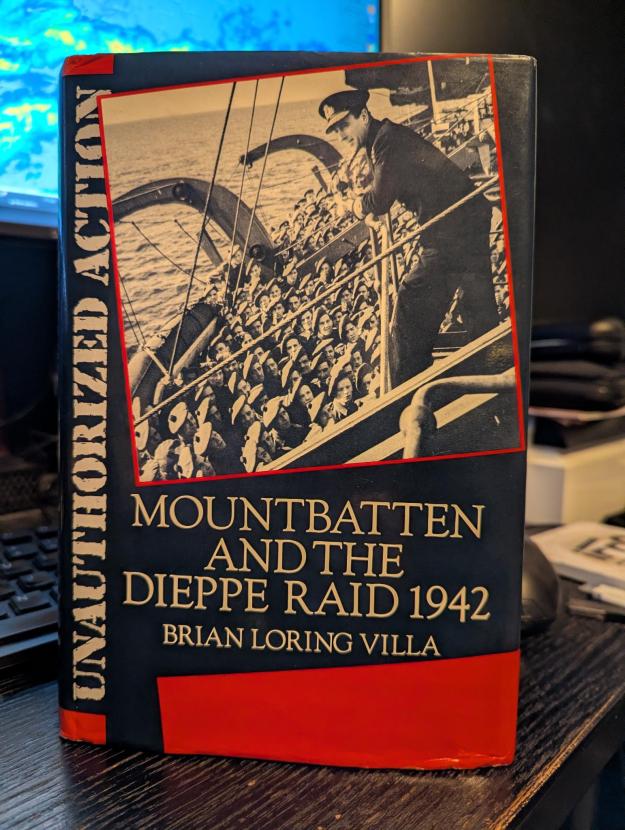 UNAUTHORIZED ACTION
MOUNTBATTEN
AND THE
DIEPPE RAID 1942
BRIAN LORING VILLA